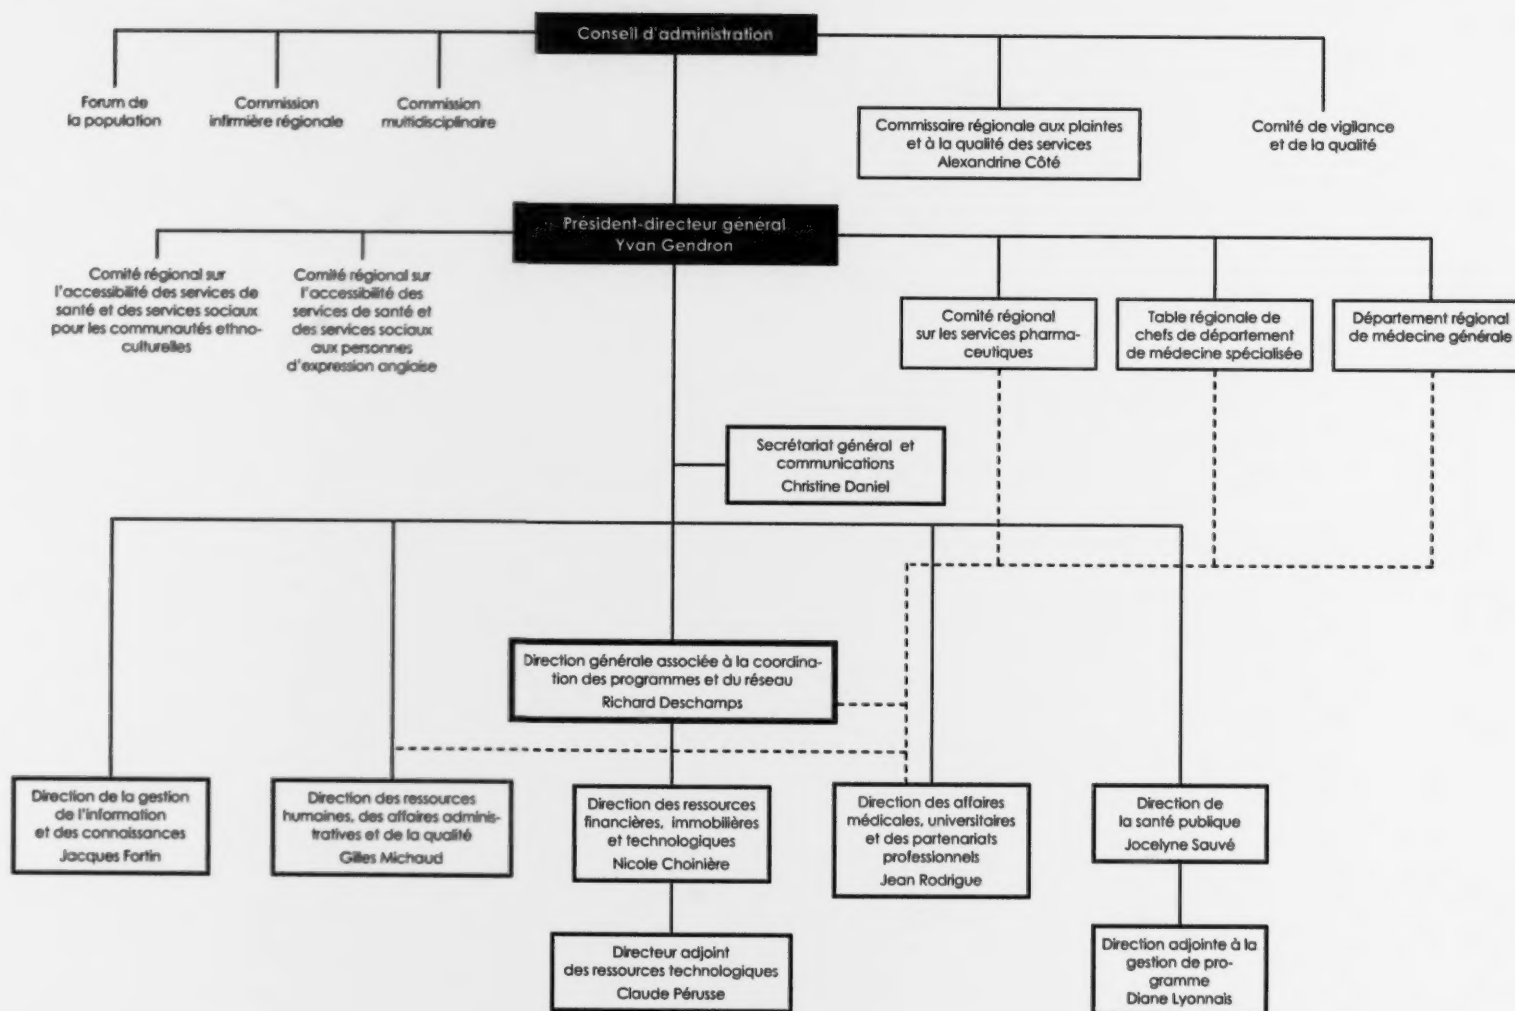 Conseil d'administration
Forum de
la population
Commission
infirmière régionale
Commission
multidisciplinaire
Commissaire régionale aux plaintes
et à la qualité des services
Alexandrine Côté
Comité de vigilance
et de la qualité
Président-directeur général
Yvan Gendron
Comité régional sur
l'accessibilité des services de
santé et des services sociaux
pour les communautés ethno-
culturelles
Comité régional sur
l'accessibilité des
services de santé et
des services sociaux
aux personnes
d'expression anglaise
Comité régional
sur les services pharma-
ceutiques
Table régionale de
chefs de département
de médecine spécialisée
Département régional
de médecine générale
Secrétariat général et
communications
Christine Daniel
Direction générale associée à la coordina-
tion des programmes et du réseau
Richard Deschamps
Direction de la gestion
de l'information
et des connaissances
Jacques Fortin
Direction des ressources
humaines, des affaires adminis-
tratives et de la qualité
Gilles Michaud
Direction des ressources
financières, immobilières
et technologiques
Nicole Choinière
Direction des affaires
médicales, universitaires
et des partenariats
professionnels
Jean Rodrigue
Direction de
la santé publique
Jocelyne Sauvé
Directeur adjoint
des ressources technologiques
Claude Pérusse
Direction adjointe à la
gestion de pro-
gramme
Diane Lyonnais